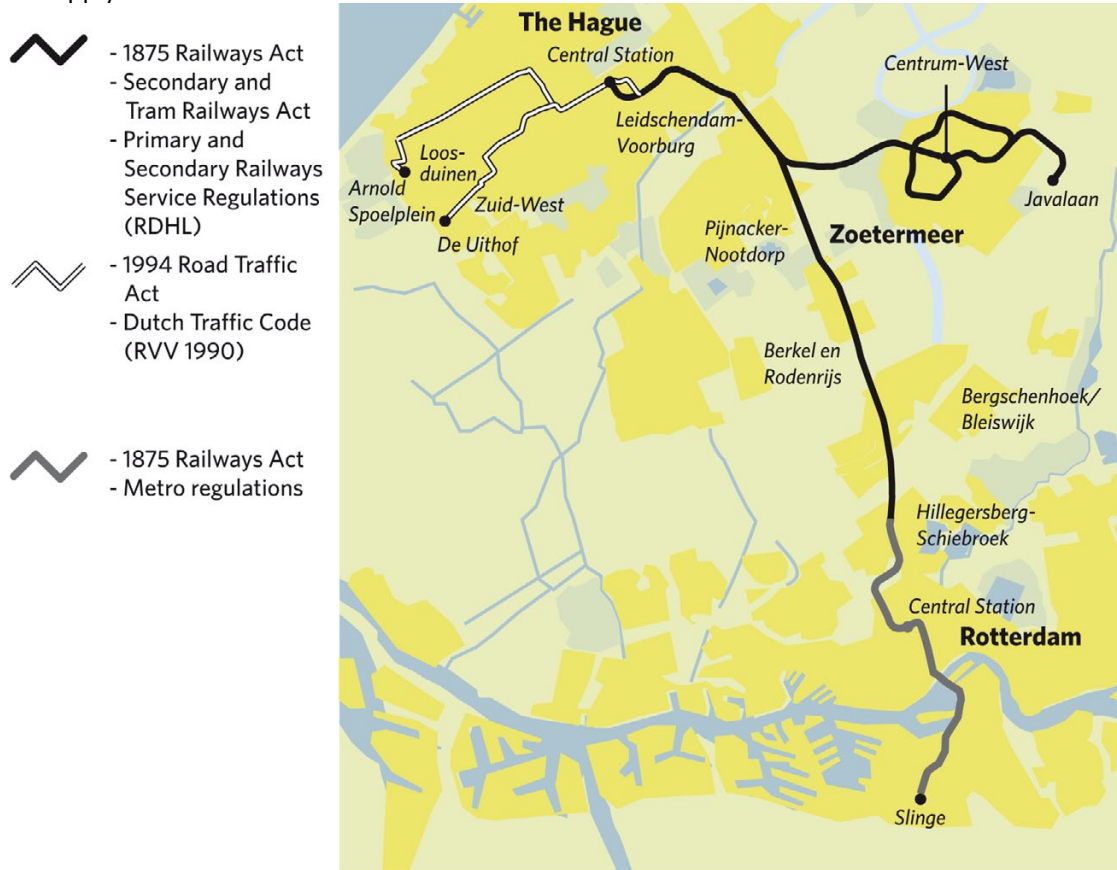 - 1875 Railways Act
- Secondary and
Tram Railways Act
- Primary and
Secondary Railways
Service Regulations
(RDHL)
- 1994 Road Traffic
Act
- Dutch Traffic Code
(RVV 1990)
- 1875 Railways Act
- Metro regulations
The Hague
Central Station
Centrum-West
Leidschendam-
Voorburg
Loos-
duinen
Arnold
Spoelplein
Zuid-West
De Uithof
Javalaan
Pijnacker-
Nootdorp
Zoetermeer
Berkel en
Rodenrijs
Bergschenhoek/
Bleiswijk
Hillegersberg-
Schiebroek
Central Station
Rotterdam
Slinge